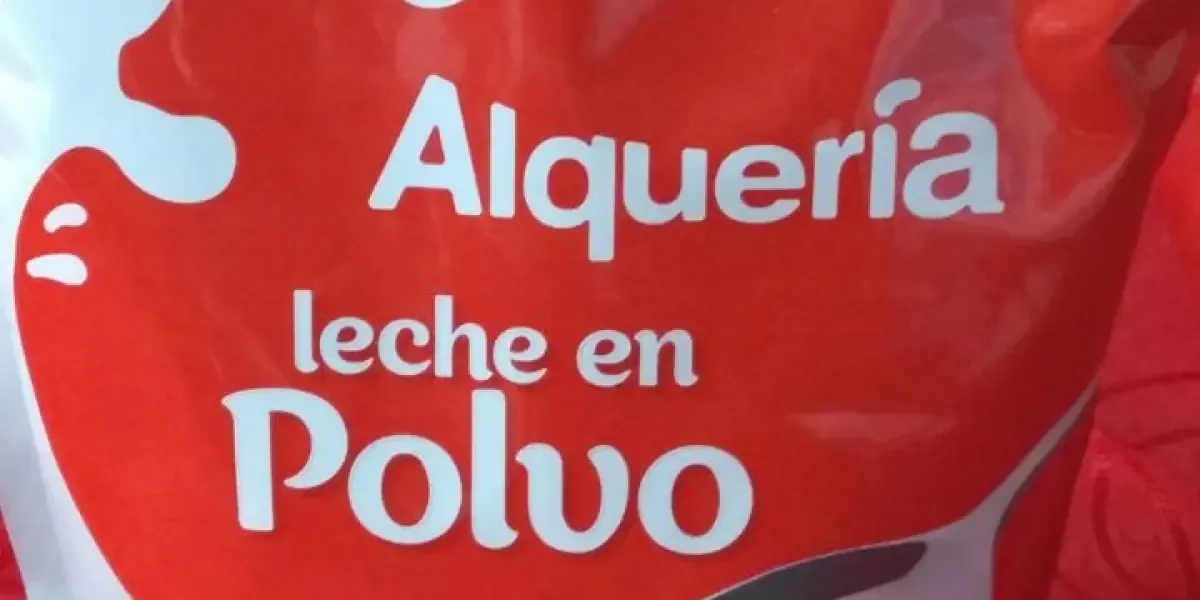 Alquería
leche en
Polvo